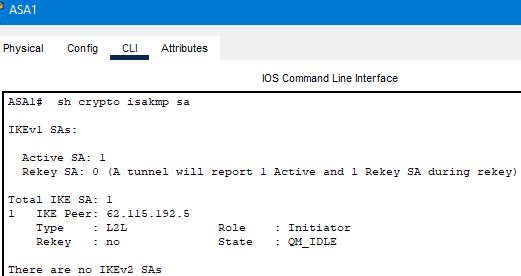 ASA1
Physical Config CLI Attributes
IOS Command Line Interface
ASA1#  sh crypto isakmp sa
IKEv1 SAs:
Active SA: 1
Rekey SA: 0 (A tunnel will report 1 Active and 1 Rekey SA during rekey)
Total IKE SA: 1
1   IKE Peer: 62.115.192.5
Type    : L2L             Role    : Initiator
Rekey   : no              State   : QM_IDLE
There are no IKEv2 SAs